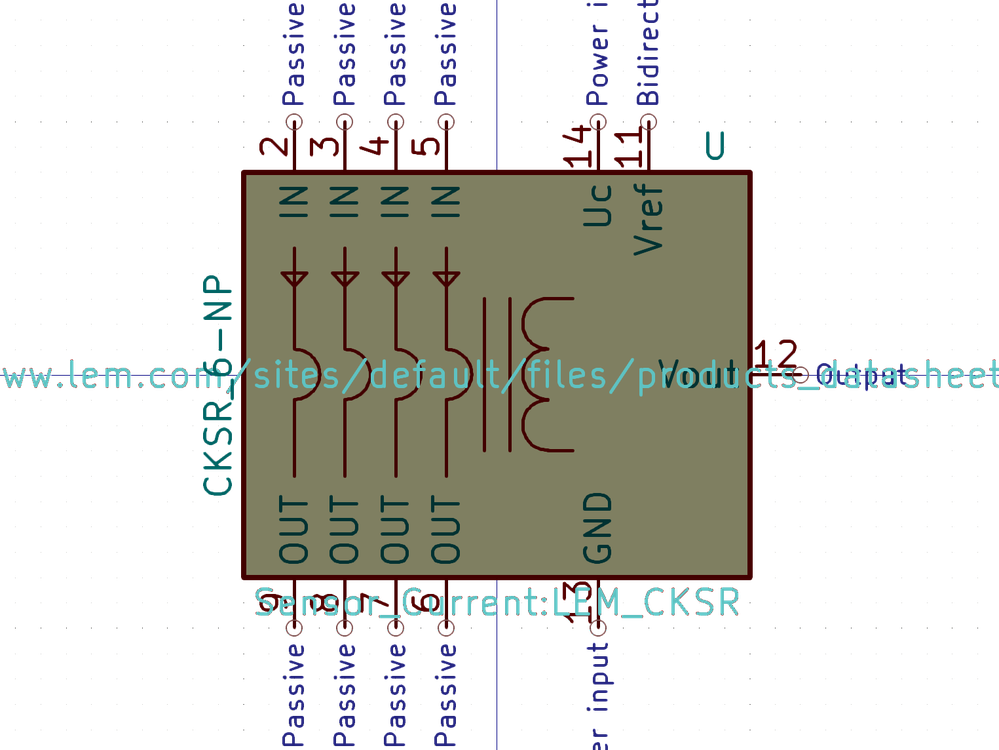 Passive Passive Passive Passive Power i Bidirect
2 3 4 5 14 11 U
IN IN IN IN Uc Vref
CKSR_6-NP
ww.lem.com/sites/default/files/products_datasheet
Vout 12 Output
OUT OUT OUT OUT GND
9 8 7 6 13
Sensor_Current:LEM_CKSR
Passive Passive Passive Passive er input